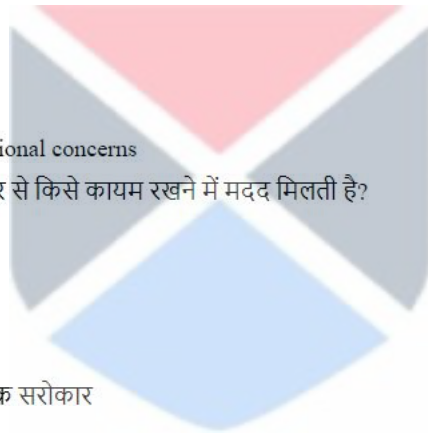 ional concerns
र से किसे कायम रखने में मदद मिलती है?
क सरोकार